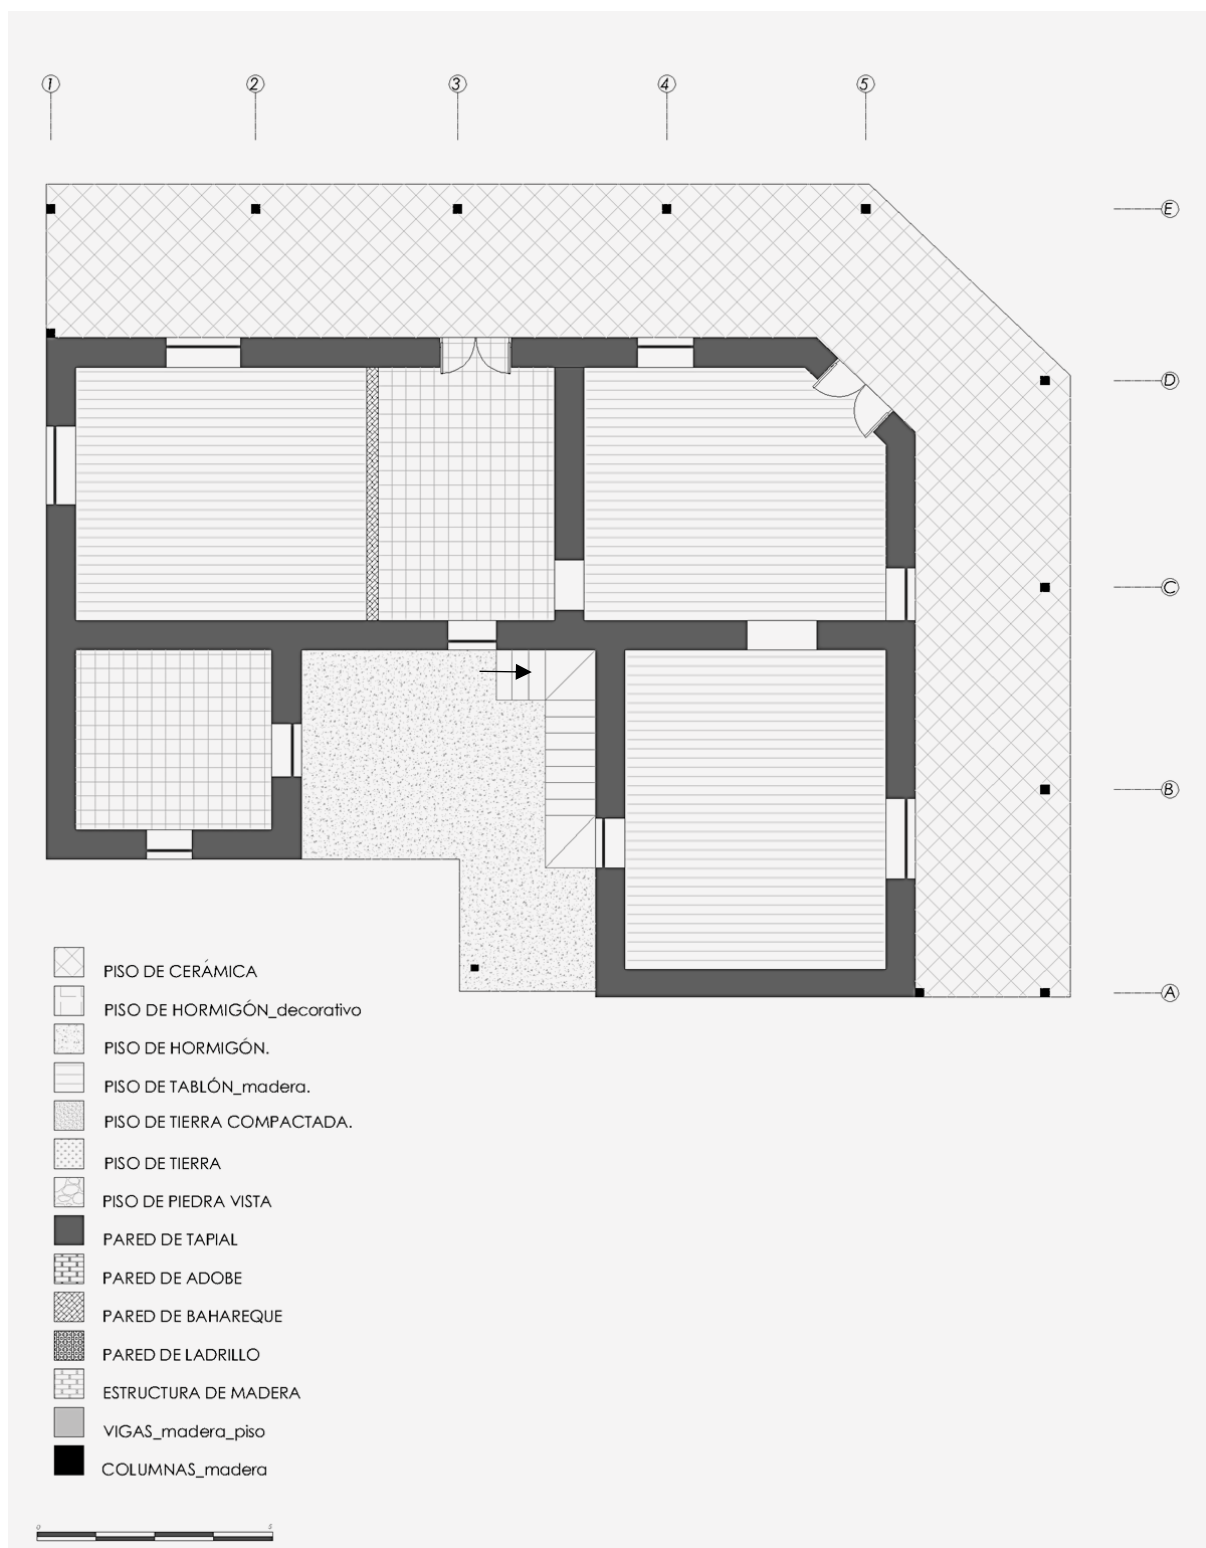 1 2 3 4 5
E
D
C
B
A
PISO DE CERÁMICA
PISO DE HORMIGÓN_decorativo
PISO DE HORMIGÓN.
PISO DE TABLÓN_madera.
PISO DE TIERRA COMPACTADA.
PISO DE TIERRA
PISO DE PIEDRA VISTA
PARED DE TAPIAL
PARED DE ADOBE
PARED DE BAHAREQUE
PARED DE LADRILLO
ESTRUCTURA DE MADERA
VIGAS_madera_piso
COLUMNAS_madera
0 5